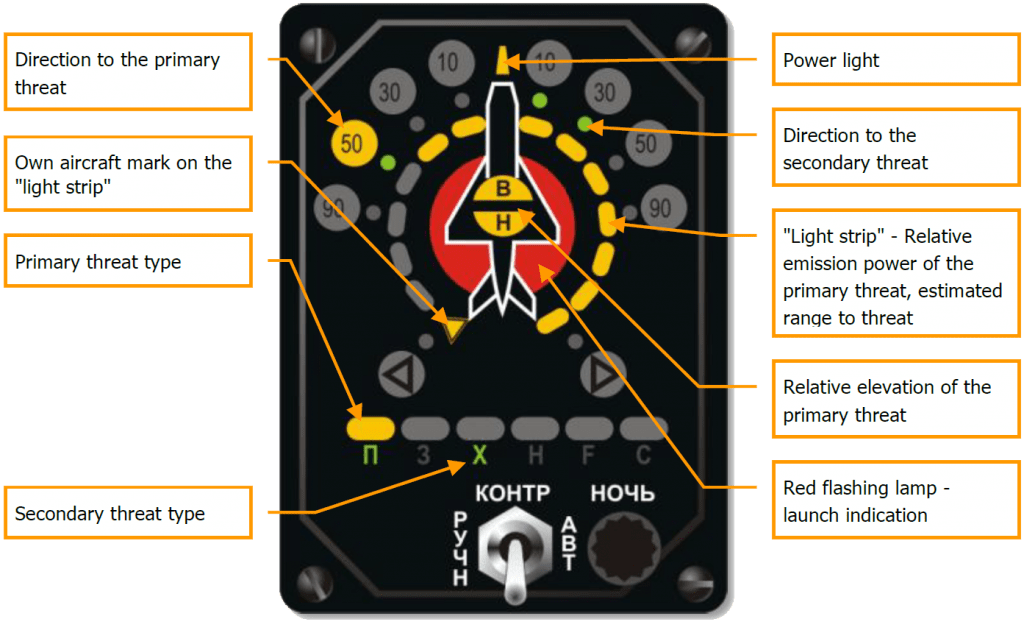 Direction to the primary
threat
Own aircraft mark on the
"light strip"
Primary threat type
Secondary threat type
10
10
30
30
50
50
90
90
В
Н
П З Х Н F С
КОНТР
НОЧЬ
РУЧН
АВТ
Power light
Direction to the
secondary threat
"Light strip" - Relative
emission power of the
primary threat, estimated
range to threat
Relative elevation of the
primary threat
Red flashing lamp -
launch indication